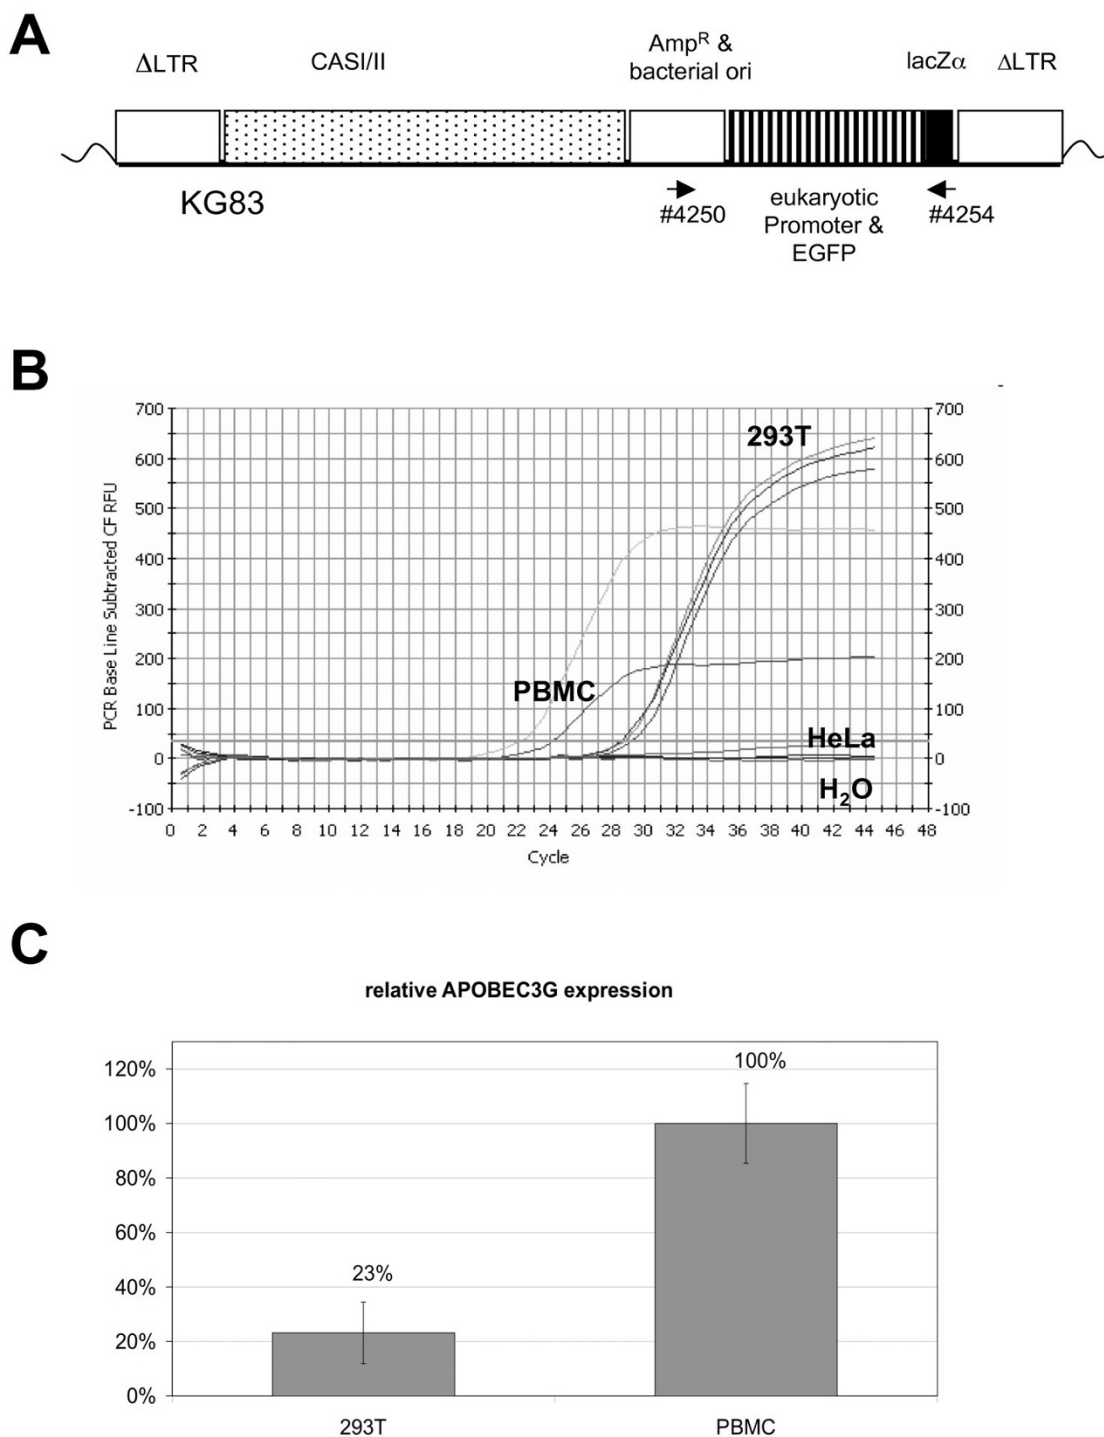 A
ΔLTR
CASI/II
Amp^R &
bacterial ori
lacZα
ΔLTR
KG83
#4250
eukaryotic
Promoter &
EGFP
#4254
B
PCR Base Line Subtracted CF RFU
700
600
500
400
300
200
100
0
-100
293T
PBMC
HeLa
H₂O
700
600
500
400
300
200
100
0
-100
0 2 4 6 8 10 12 14 16 18 20 22 24 26 28 30 32 34 36 38 40 42 44 46 48
Cycle
C
relative APOBEC3G expression
120%
100%
80%
60%
40%
20%
0%
23%
100%
293T
PBMC